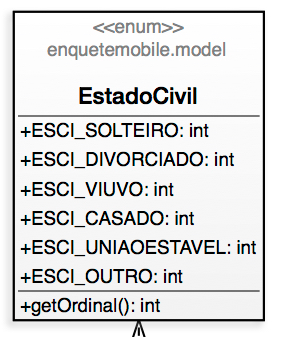 <<enum>>
enquetemobile.model
EstadoCivil
+ESCI_SOLTEIRO: int
+ESCI_DIVORCIADO: int
+ESCI_VIUVO: int
+ESCI_CASADO: int
+ESCI_UNIAOESTAVEL: int
+ESCI_OUTRO: int
+getOrdinal(): int